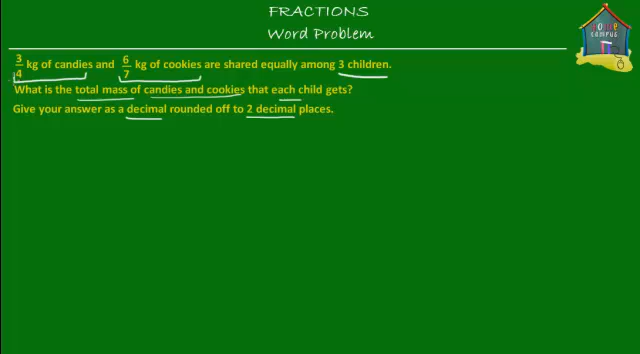 FRACTIONS
Word Problem
3/4 kg of candies and 6/7 kg of cookies are shared equally among 3 children.
What is the total mass of candies and cookies that each child gets?
Give your answer as a decimal rounded off to 2 decimal places.
HOME
CAMPUS